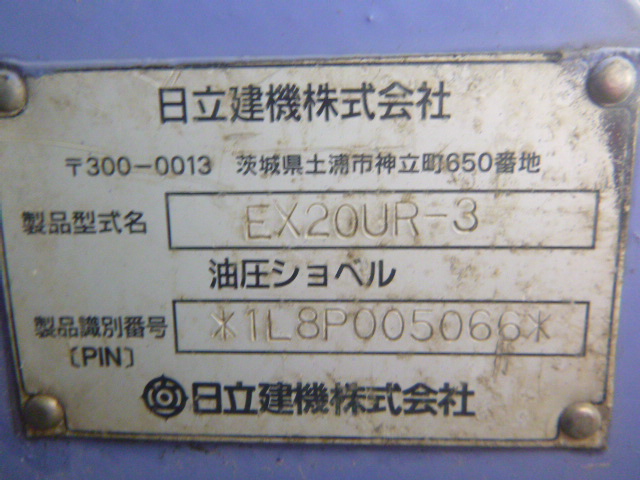 日立建機株式会社
〒300-0013 茨城県土浦市神立町650番地
製品型式名 EX20UR-3
油圧ショベル
製品識別番号 *1L8P005066*
〔PIN〕
日立建機株式会社